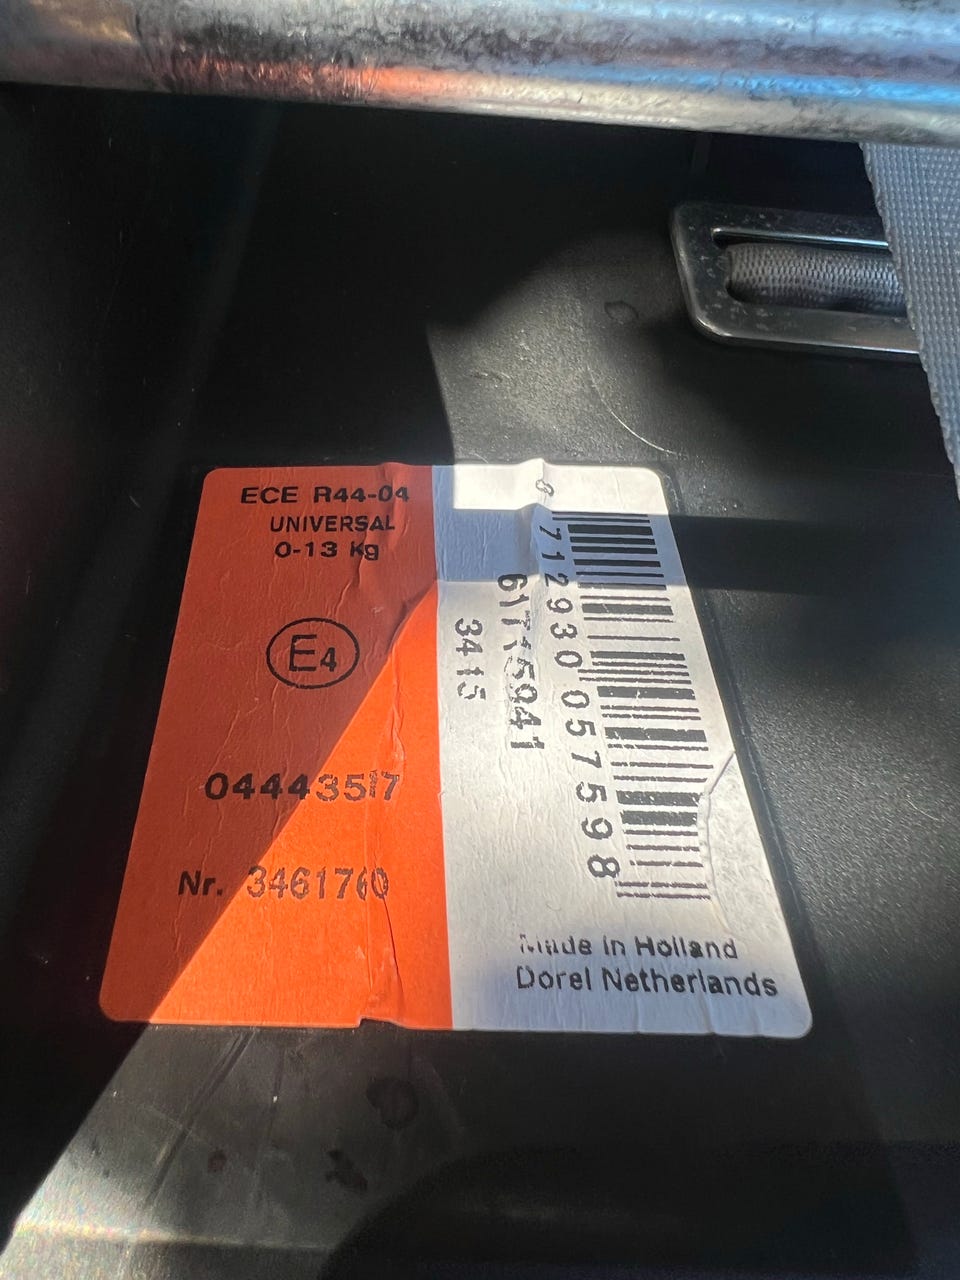 ECE R44-04
UNIVERSAL
0-13 Kg
E4
04443517
Nr.
8 712930 057598
3415
Made in Holland
Dorel Netherlands